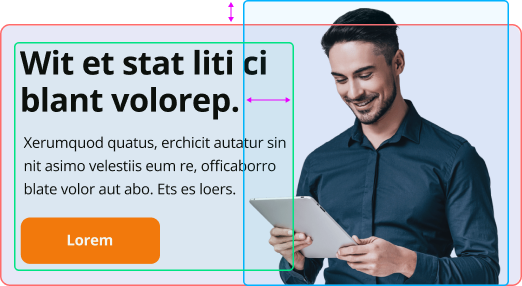 Wit et stat liti ci
blant volorep.
Xerumquod quatus, erchicit autatur sin
nit asimo velestiis eum re, officaborro
blate volor aut abo. Ets es loers.
Lorem